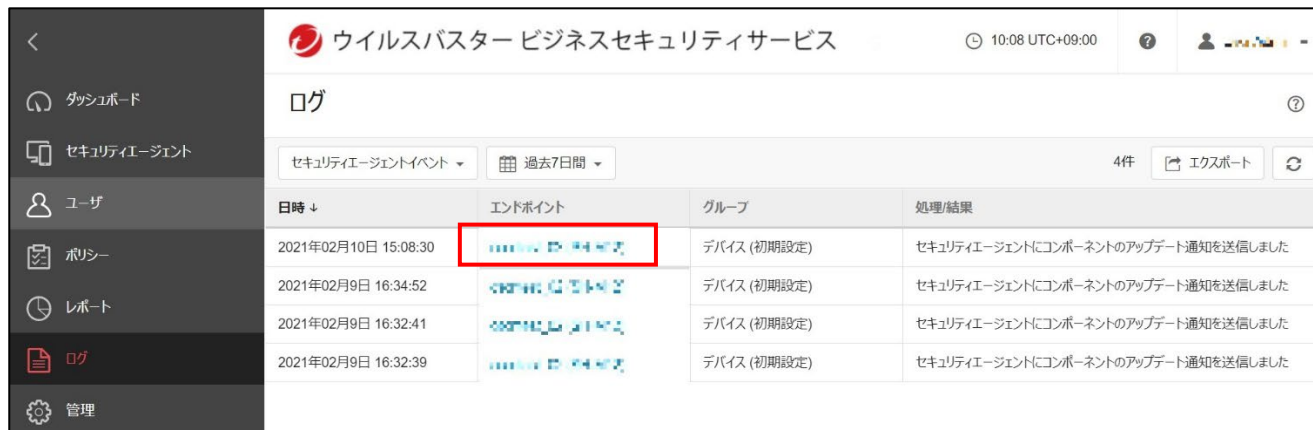 ウイルスバスター ビジネスセキュリティサービス
10:08 UTC+09:00
ダッシュボード
セキュリティエージェント
ユーザ
ポリシー
レポート
ログ
管理
ログ
セキュリティエージェントイベント
過去7日間
4件
エクスポート
日時↓ エンドポイント グループ 処理/結果
2021年02月10日 15:08:30 デバイス (初期設定) セキュリティエージェントにコンポーネントのアップデート通知を送信しました
2021年02月9日 16:34:52 デバイス (初期設定) セキュリティエージェントにコンポーネントのアップデート通知を送信しました
2021年02月9日 16:32:41 デバイス (初期設定) セキュリティエージェントにコンポーネントのアップデート通知を送信しました
2021年02月9日 16:32:39 デバイス (初期設定) セキュリティエージェントにコンポーネントのアップデート通知を送信しました